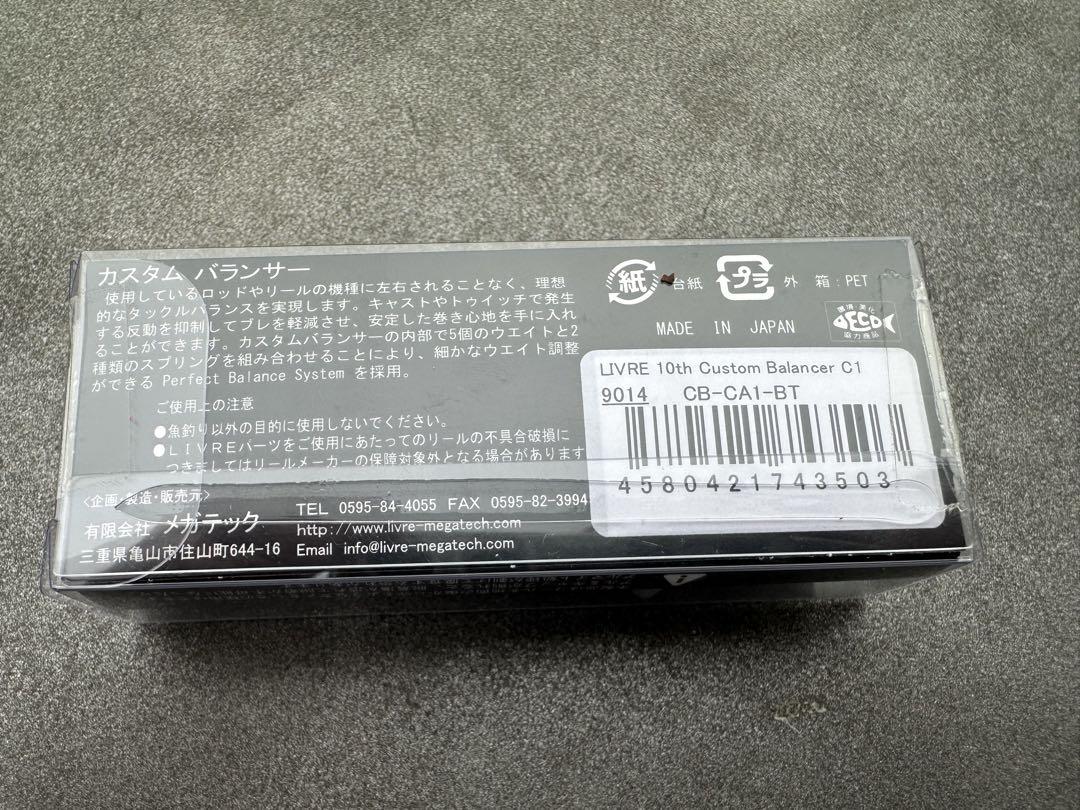 カスタム バランサー
使用しているロッドやリールの機種に左右されることなく、理想
的なタックルバランスを実現します。キャストやトゥイッチで発生
する反動を抑制してブレを軽減させ、安定した巻き心地を手に入れ
ることができます。カスタムバランサーの内部で5個のウエイトと2
種類のスプリングを組み合わせることにより、細かなウエイト調整
ができる Perfect Balance System を採用。
ご使用上の注意
●魚釣り以外の目的に使用しないでください。
●LIVREパーツをご使用にあたってのリールの不具合破損に
つきましてはリールメーカーの保障対象外となる場合があります
<企画・製造・販売元>
有限会社 メガテック
三重県亀山市住山町644-16
TEL 0595-84-4055 FAX 0595-82-3994
http://www.livre-megatech.com
Email info@livre-megatech.com
紙 台紙 プラ 外 箱:PET
MADE IN JAPAN
環境・美化
ECO
協力商品
LIVRE 10th Custom Balancer C1
9014 CB-CA1-BT
4580421743503